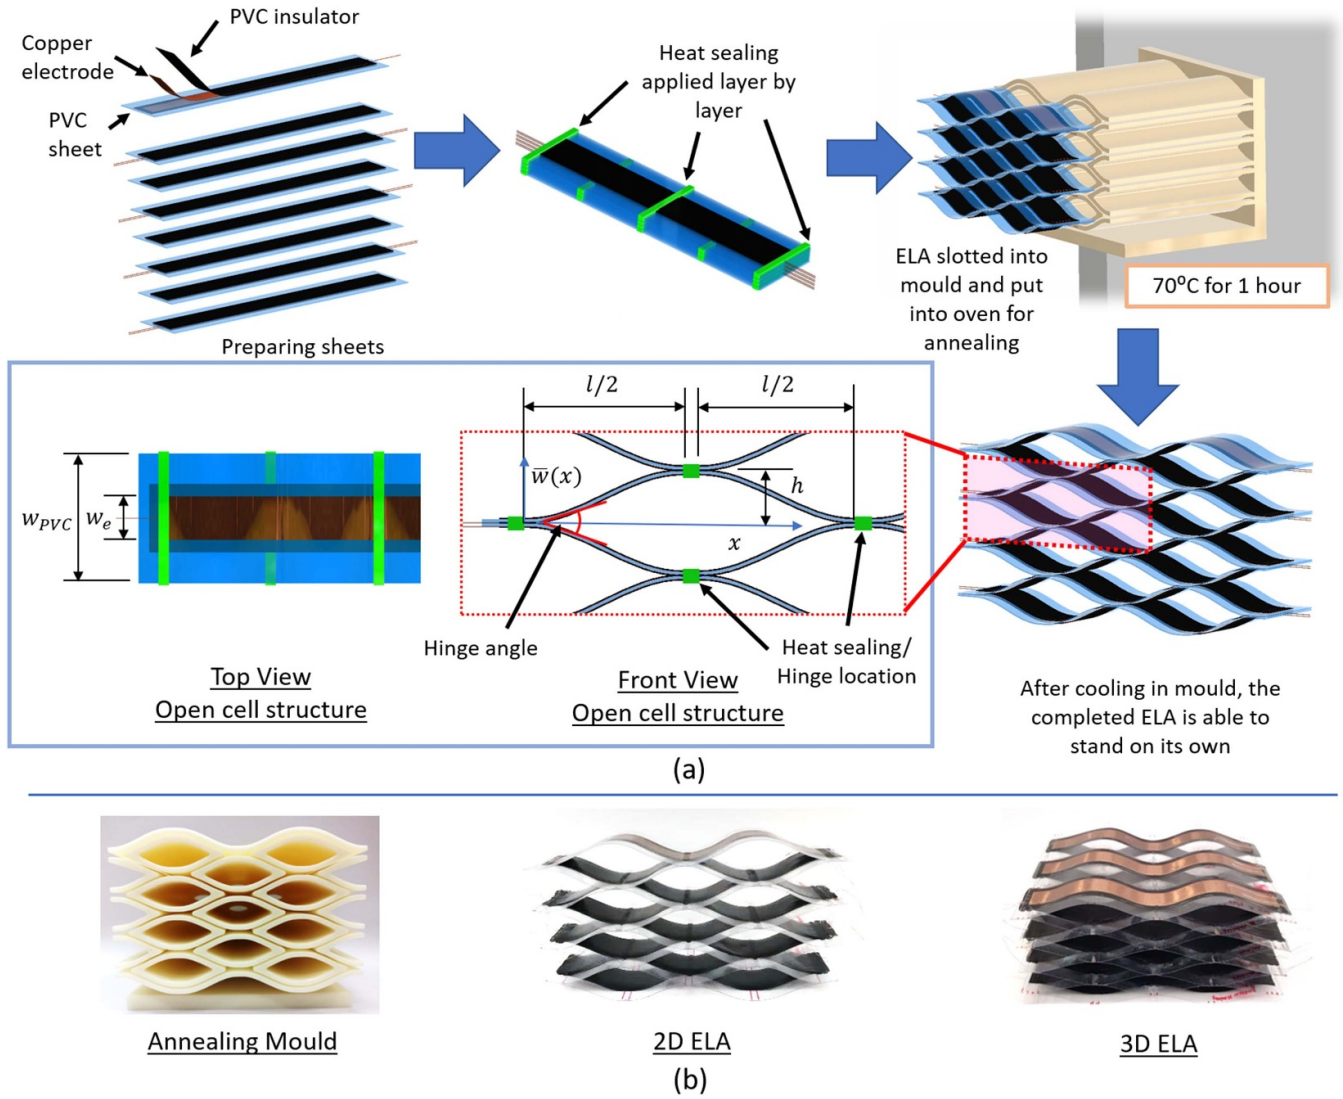 PVC insulator
Copper
electrode
PVC
sheet
Preparing sheets
Heat sealing
applied layer by
layer
ELA slotted into
mould and put
into oven for
annealing
70⁰C for 1 hour
w_PVC
w_e
Top View
Open cell structure
l/2
l/2
w̅(x)
h
x
Hinge angle
Heat sealing/
Hinge location
Front View
Open cell structure
After cooling in mould, the
completed ELA is able to
stand on its own
(a)
Annealing Mould
2D ELA
3D ELA
(b)